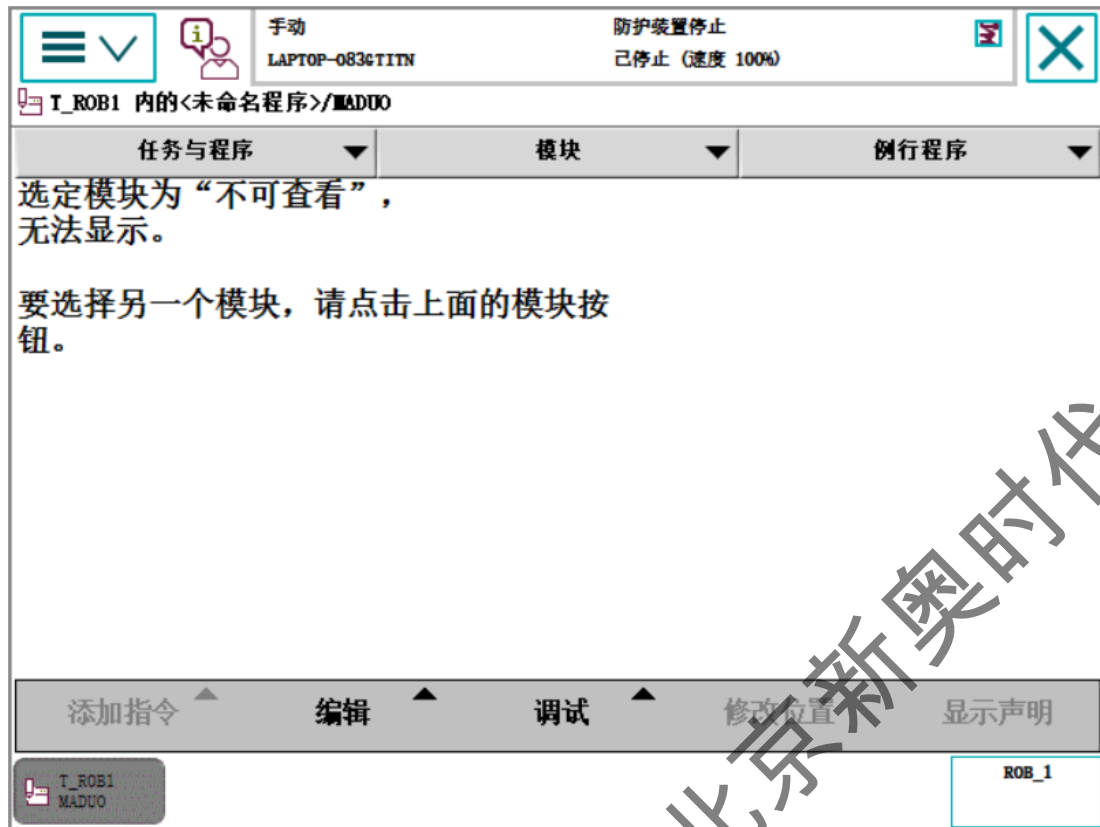 手动
防护装置停止
LAPTOP-083GTITN
己停止 (速度 100%)
T_ROB1 内的<未命名程序>/MADUO
任务与程序
模块
例行程序
选定模块为“不可查看”，
无法显示。
要选择另一个模块，请点击上面的模块按
钮。
添加指令
编辑
调试
修改位置
显示声明
T_ROB1
MADUO
ROB_1
北京新奥时代